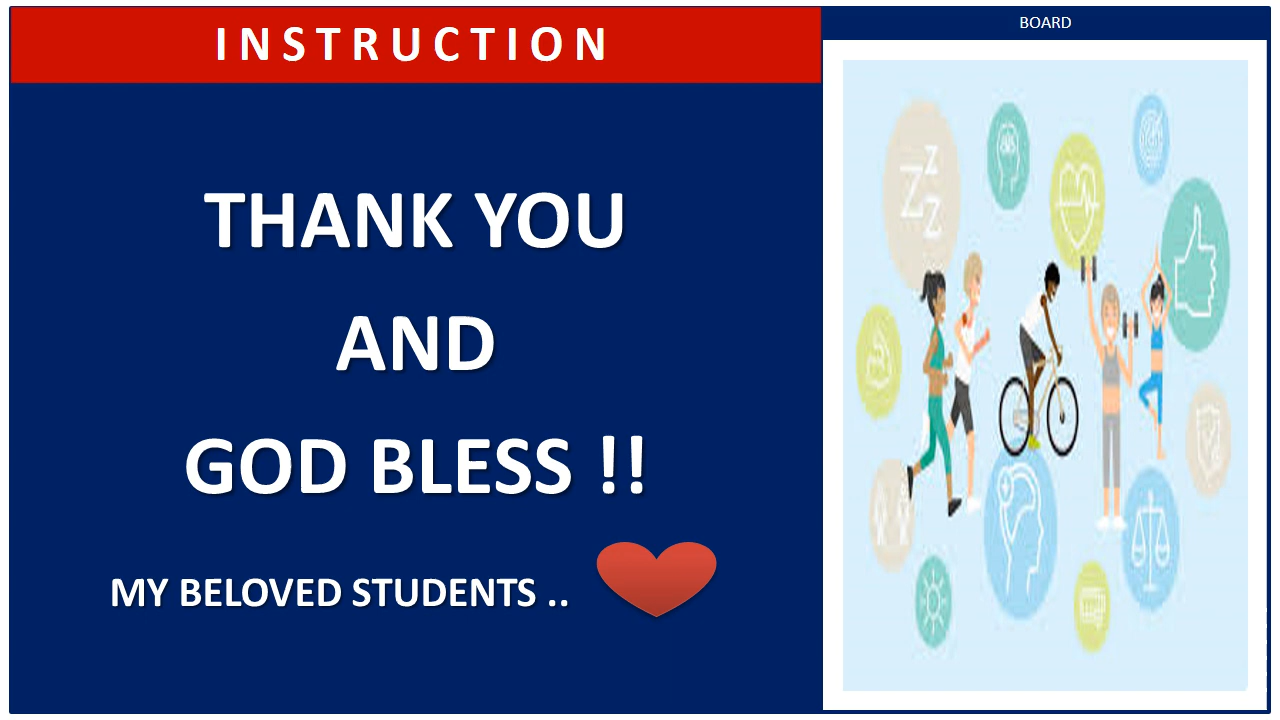 INSTRUCTION
BOARD
THANK YOU
AND
GOD BLESS !!
MY BELOVED STUDENTS ..
Z
Z
Z